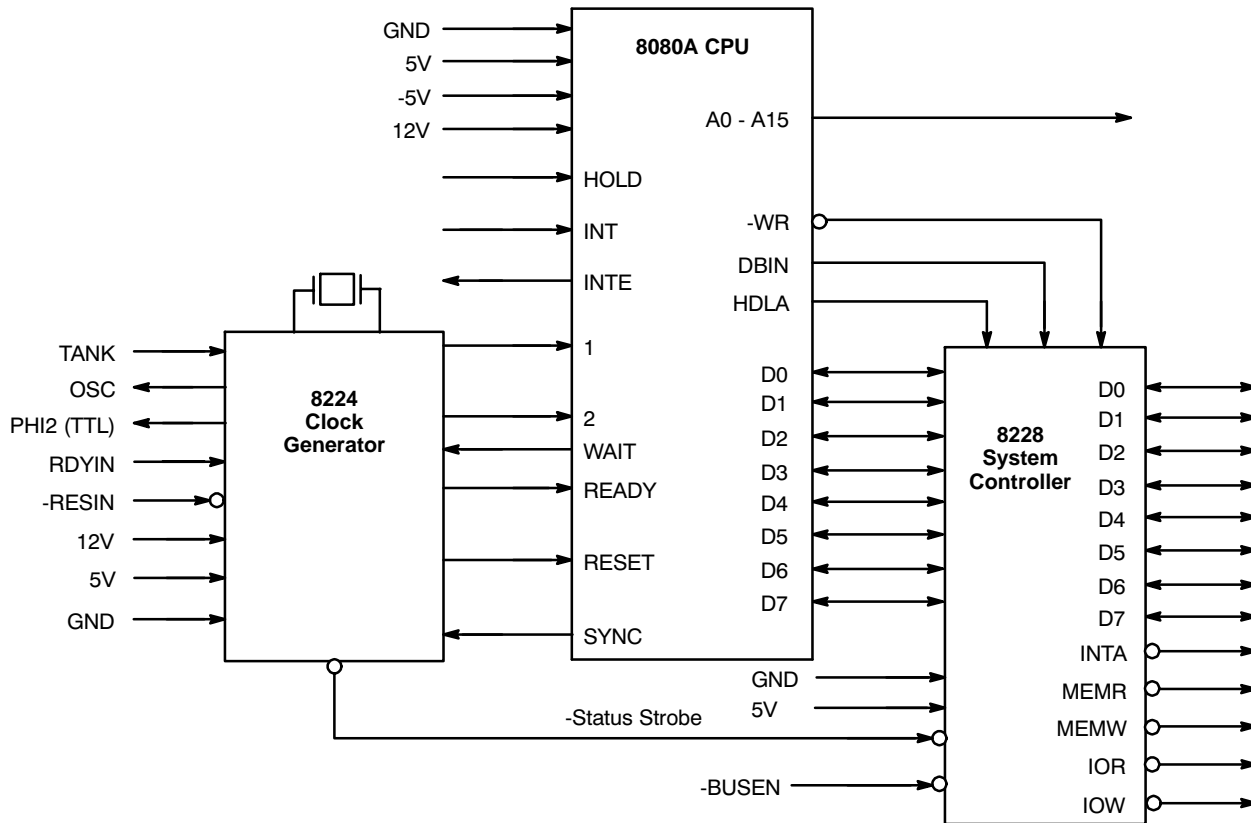 GND
5V
-5V
12V
8080A CPU
A0 - A15
HOLD
INT
INTE
-WR
DBIN
HDLA
1
2
WAIT
READY
RESET
SYNC
D0
D1
D2
D3
D4
D5
D6
D7
TANK
OSC
PHI2 (TTL)
RDYIN
-RESIN
12V
5V
GND
8224
Clock
Generator
8228
System
Controller
D0
D1
D2
D3
D4
D5
D6
D7
INTA
MEMR
MEMW
IOR
IOW
GND
5V
-Status Strobe
-BUSEN